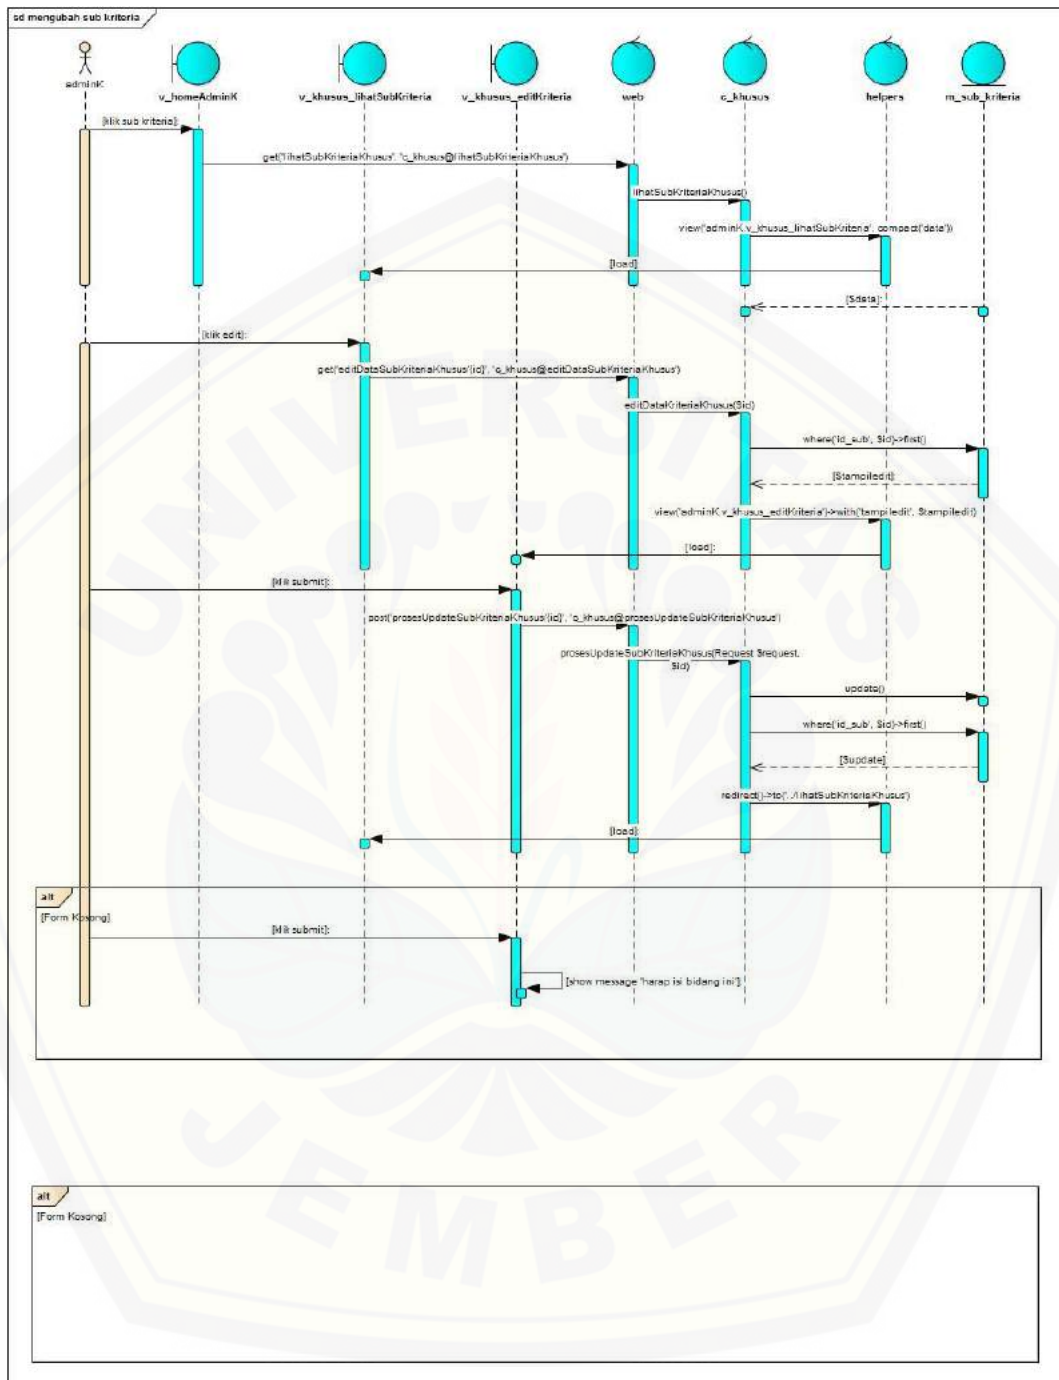 sd mengubah sub kriteria
adminK
v_homeAdminK
v_khusus_lihatSubKriteria
v_khusus_editKriteria
web
c_khusus
helpers
m_sub_kriteria
[klik sub kriteria]:
get('lihatSubKriteriaKhusus', 'c_khusus@lihatSubKriteriaKhusus')
lihatSubKriteriaKhusus()
view('adminK.v_khusus_lihatSubKriteria', compact('data'))
[load]:
[$data]:
[klik edit]:
get('editDataSubKriteriaKhusus'{id}', 'c_khusus@editDataSubKriteriaKhusus')
editDataKriteriaKhusus($id)
where('id_sub', $id)->first()
[$tampiledit]:
view('adminK.v_khusus_editKriteria')->with('tampiledit', $tampiledit)
[load]:
[klik submit]:
post('prosesUpdateSubKriteriaKhusus'{id}', 'c_khusus@prosesUpdateSubKriteriaKhusus')
prosesUpdateSubKriteriaKhusus(Request $request,
$id)
update()
where('id_sub', $id)->first()
[$update]:
redirect()->to('../lihatSubKriteriaKhusus')
[load]:
alt
[Form Kosong]
[klik submit]:
[show message "harap isi bidang ini"]:
alt
[Form Kosong]
UNIVERSITAS
JEMBER